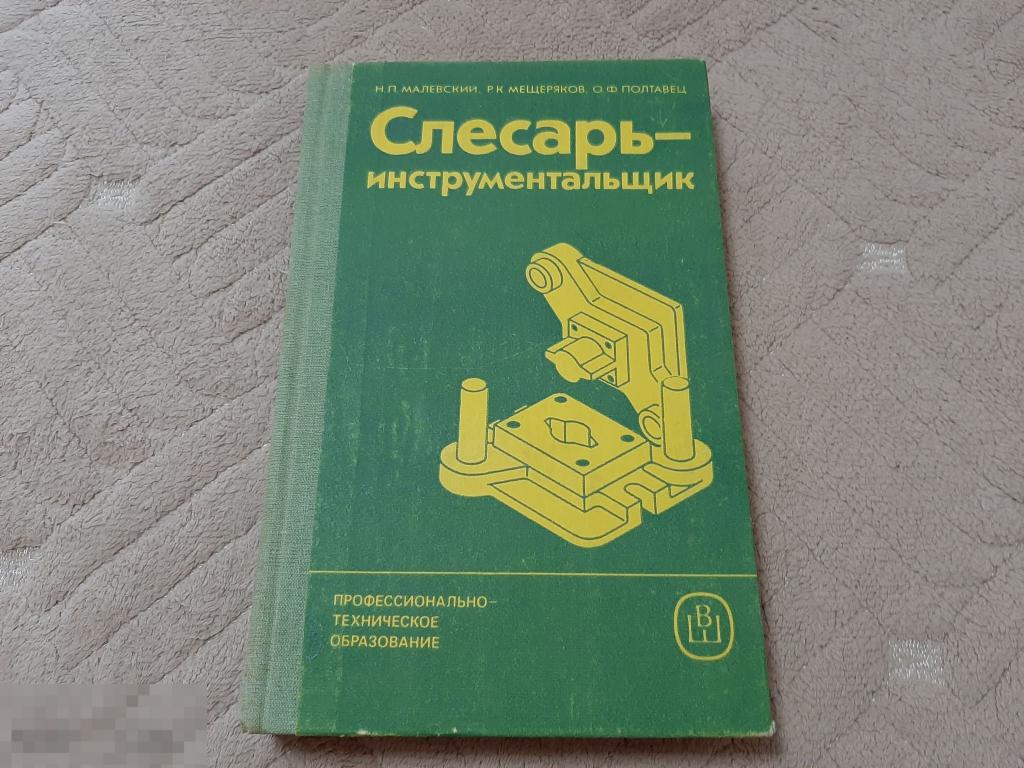 Н.П. МАЛЕВСКИЙ, Р.К МЕЩЕРЯКОВ, О.Ф. ПОЛТАВЕЦ
Слесарь-
инструментальщик
ПРОФЕССИОНАЛЬНО-
ТЕХНИЧЕСКОЕ
ОБРАЗОВАНИЕ
ВШ